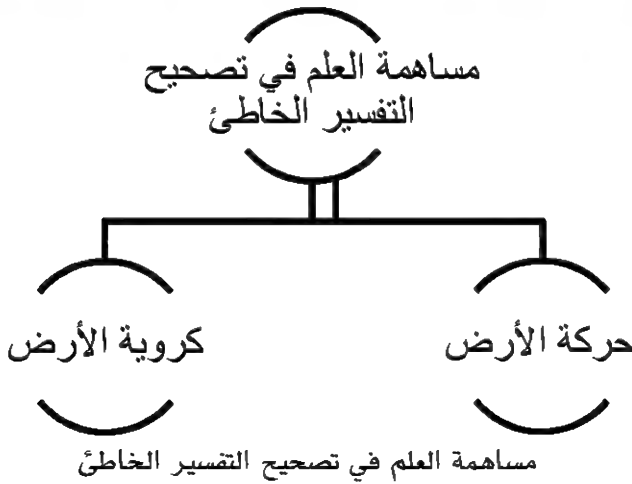 مساهمة العلم في تصحيح
التفسير الخاطئ
حركة الأرض
كروية الأرض
مساهمة العلم في تصحيح التفسير الخاطئ